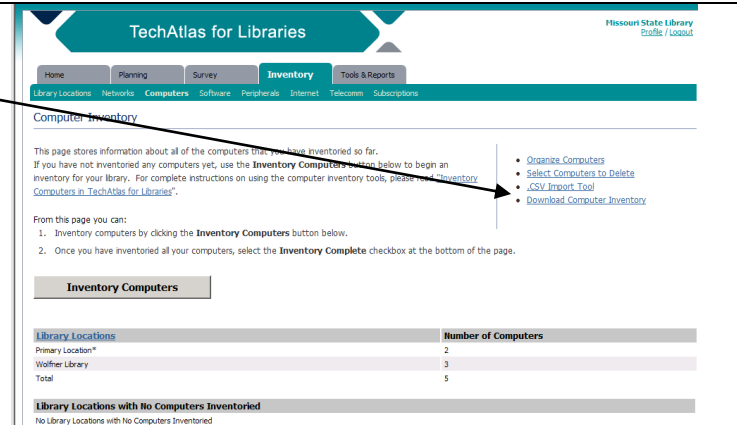 TechAtlas for Libraries
Missouri State Library
Profile / Logout
Home Planning Survey Inventory Tools & Reports
Library Locations Networks Computers Software Peripherals Internet Telecomm Subscriptions
Computer Inventory
This page stores information about all of the computers that you have inventoried so far.
If you have not inventoried any computers yet, use the Inventory Computers button below to begin an
inventory for your library. For complete instructions on using the computer inventory tools, please read "Inventory
Computers in TechAtlas for Libraries".
• Organize Computers
• Select Computers to Delete
• .CSV Import Tool
• Download Computer Inventory
From this page you can:
1. Inventory computers by clicking the Inventory Computers button below.
2. Once you have inventoried all your computers, select the Inventory Complete checkbox at the bottom of the page.
Inventory Computers
Library Locations Number of Computers
Primary Location* 2
Wolfner Library 3
Total 5
Library Locations with No Computers Inventoried
No Library Locations with No Computers Inventoried